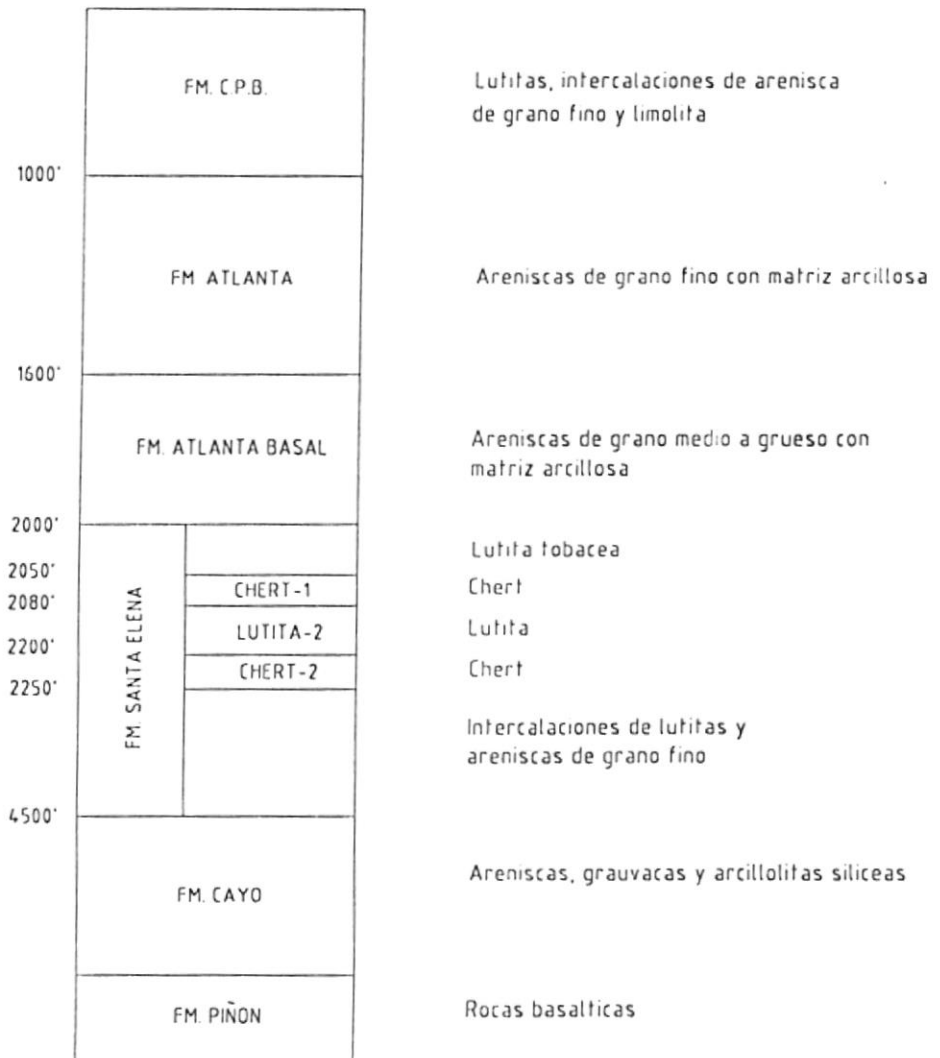 FM. C.P.B.
Lutitas, intercalaciones de arenisca
de grano fino y limolita
1000'
FM ATLANTA
Areniscas de grano fino con matriz arcillosa
1600'
FM. ATLANTA BASAL
Areniscas de grano medio a grueso con
matriz arcillosa
2000'
Lutita tobacea
2050'
CHERT-1
Chert
2080'
FM. SANTA ELENA
LUTITA-2
Lutita
2200'
CHERT-2
Chert
2250'
Intercalaciones de lutitas y
areniscas de grano fino
4500'
FM. CAYO
Areniscas, grauvacas y arcillolitas siliceas
FM. PIÑON
Rocas basalticas